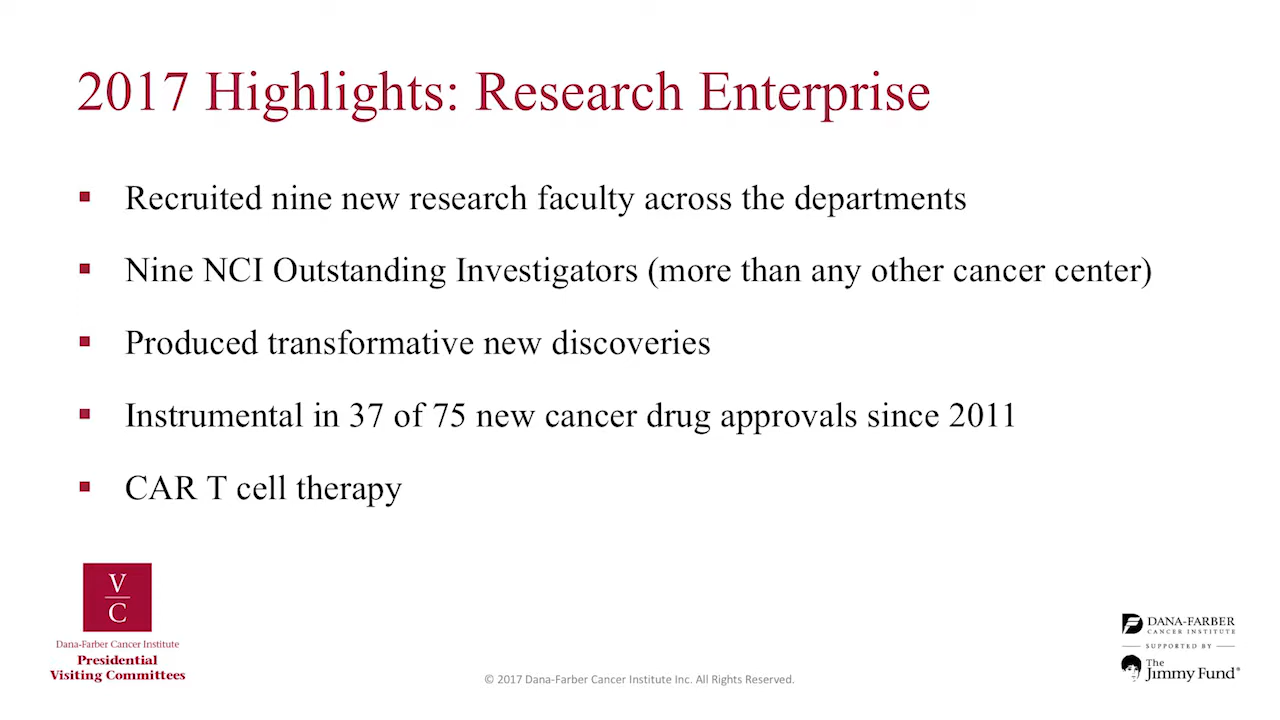 2017 Highlights: Research Enterprise
▪ Recruited nine new research faculty across the departments
▪ Nine NCI Outstanding Investigators (more than any other cancer center)
▪ Produced transformative new discoveries
▪ Instrumental in 37 of 75 new cancer drug approvals since 2011
▪ CAR T cell therapy
V
C
Dana-Farber Cancer Institute
Presidential
Visiting Committees
© 2017 Dana-Farber Cancer Institute Inc. All Rights Reserved.
DANA-FARBER
CANCER INSTITUTE
SUPPORTED BY
The
Jimmy Fund®